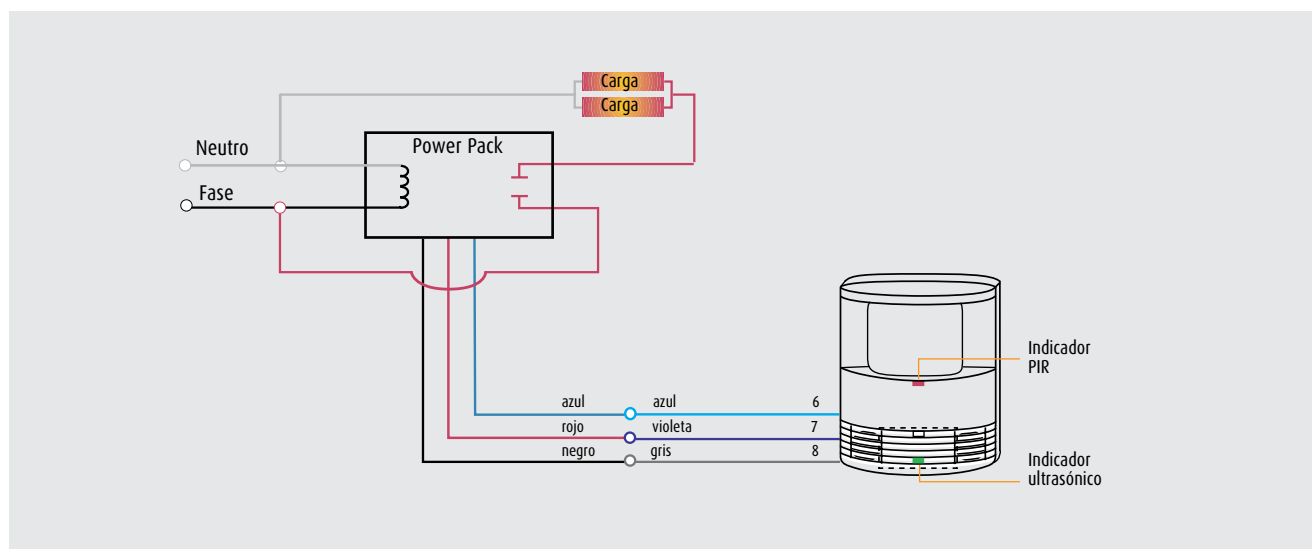 Carga
Carga
Neutro
Power Pack
Fase
Indicador
PIR
azul azul 6
rojo violeta 7
negro gris 8
Indicador
ultrasónico